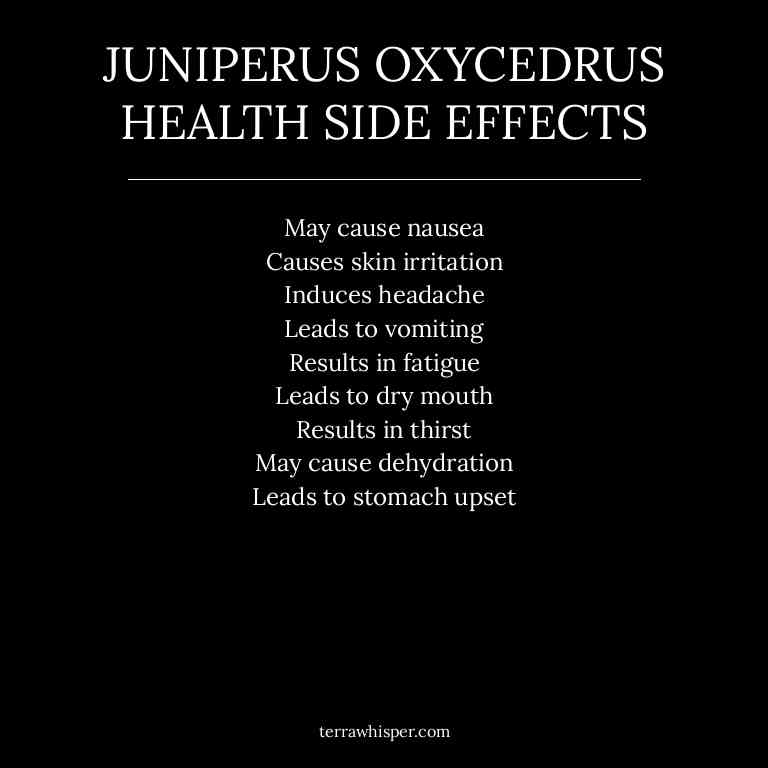 JUNIPERUS OXYCEDRUS
HEALTH SIDE EFFECTS
May cause nausea
Causes skin irritation
Induces headache
Leads to vomiting
Results in fatigue
Leads to dry mouth
Results in thirst
May cause dehydration
Leads to stomach upset
terrawhisper.com